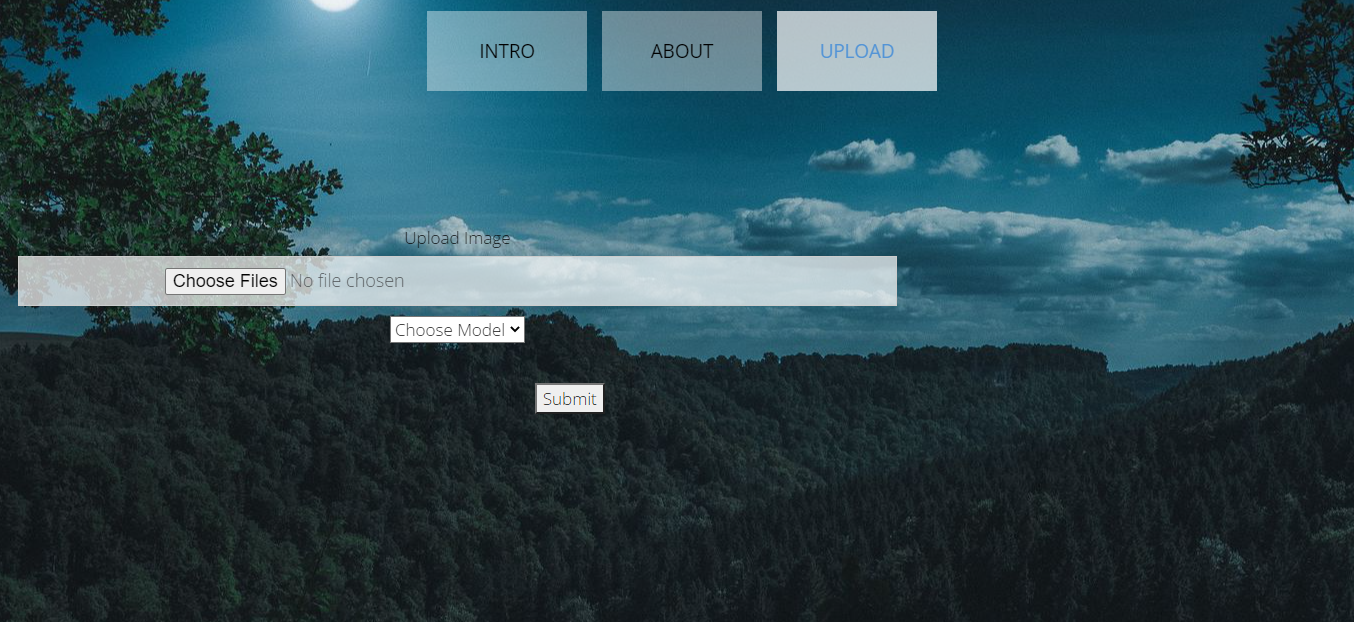 INTRO ABOUT UPLOAD
Upload Image
Choose Files No file chosen
Choose Model
Submit